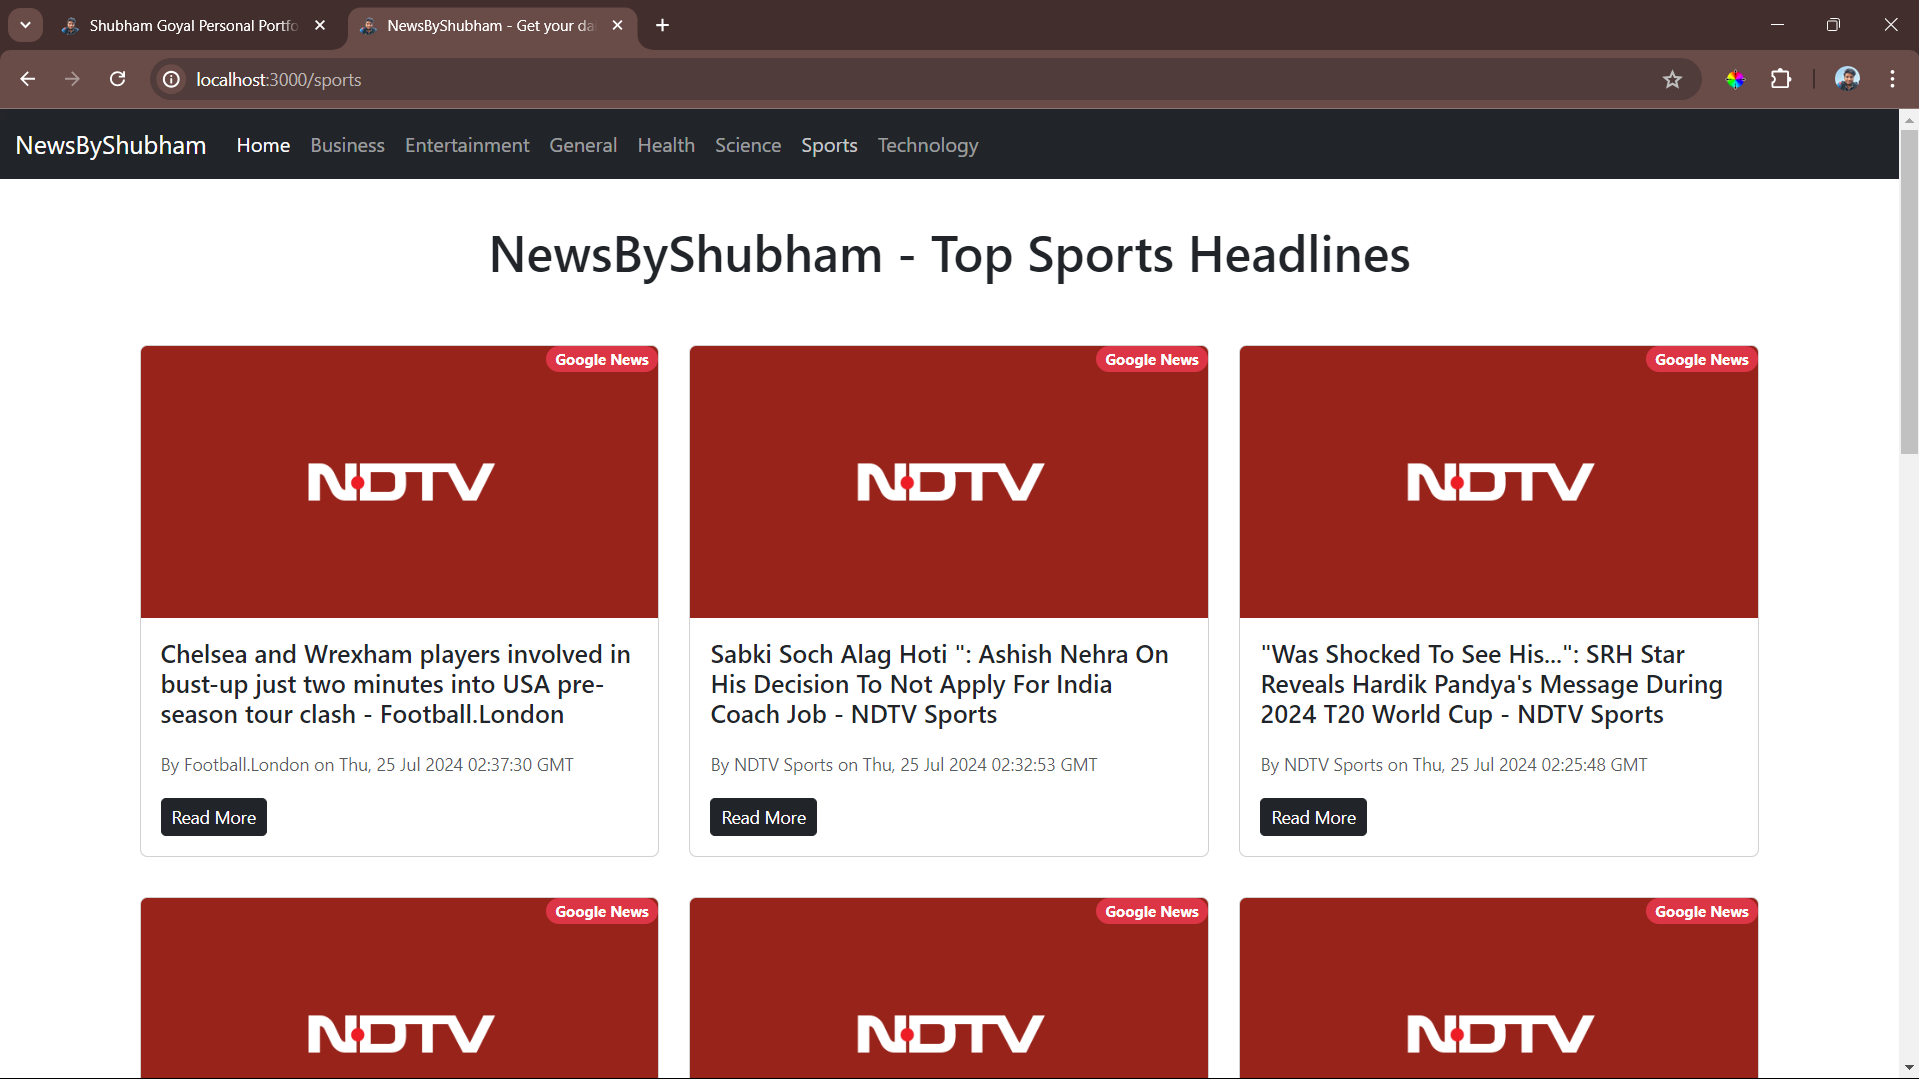 Shubham Goyal Personal Portfo
NewsByShubham - Get your da
localhost:3000/sports
NewsByShubham Home Business Entertainment General Health Science Sports Technology
NewsByShubham - Top Sports Headlines
Google News
NDTV
Chelsea and Wrexham players involved in
bust-up just two minutes into USA pre-
season tour clash - Football.London
By Football.London on Thu, 25 Jul 2024 02:37:30 GMT
Read More
Google News
NDTV
Sabki Soch Alag Hoti ": Ashish Nehra On
His Decision To Not Apply For India
Coach Job - NDTV Sports
By NDTV Sports on Thu, 25 Jul 2024 02:32:53 GMT
Read More
Google News
NDTV
"Was Shocked To See His...": SRH Star
Reveals Hardik Pandya's Message During
2024 T20 World Cup - NDTV Sports
By NDTV Sports on Thu, 25 Jul 2024 02:25:48 GMT
Read More
Google News
NDTV
Google News
NDTV
Google News
NDTV